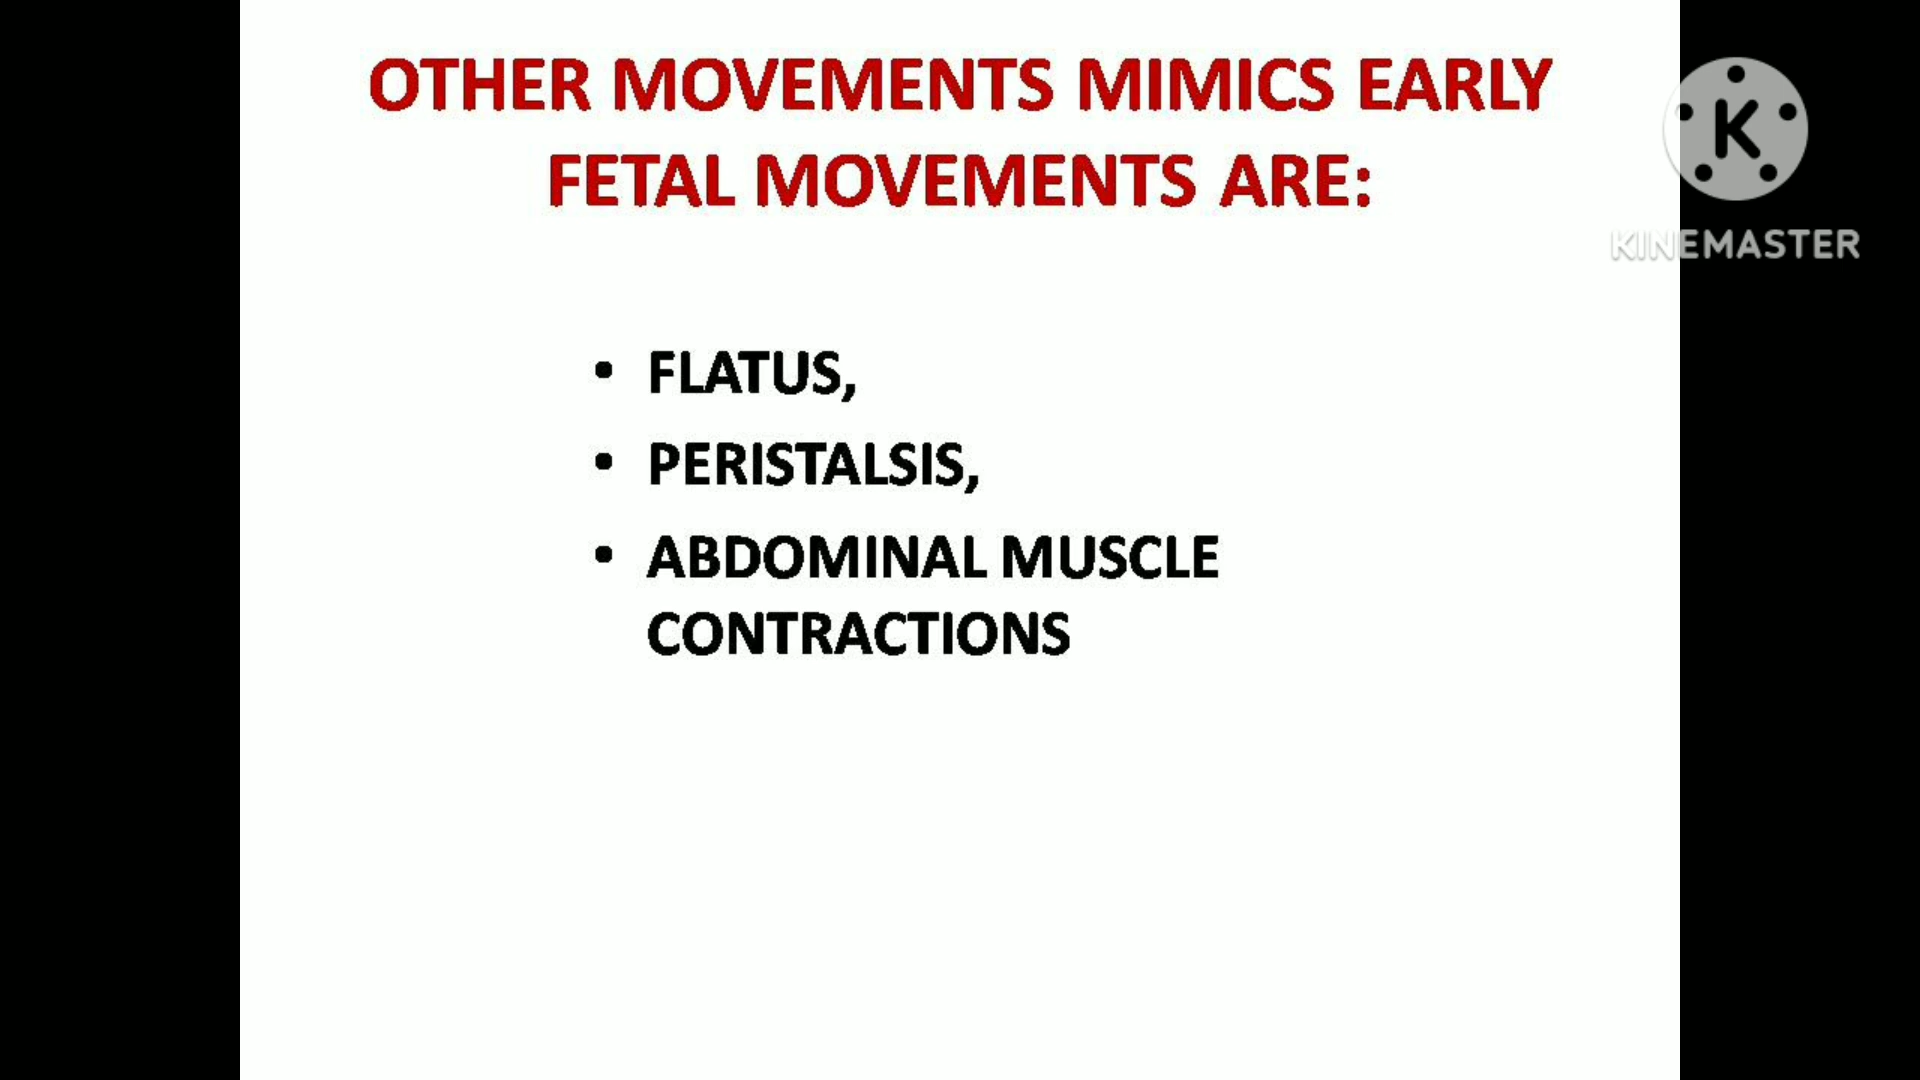 OTHER MOVEMENTS MIMICS EARLY
FETAL MOVEMENTS ARE:
K
KINEMASTER
• FLATUS,
• PERISTALSIS,
• ABDOMINAL MUSCLE
CONTRACTIONS